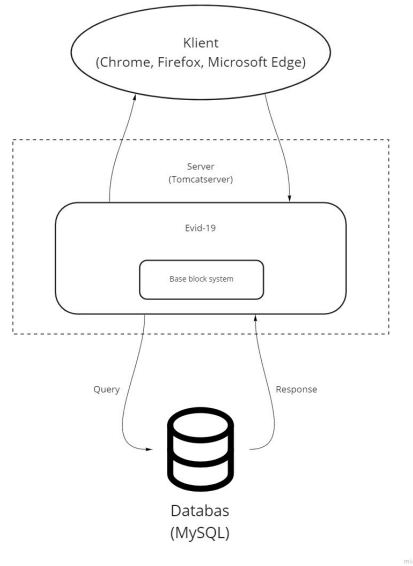 Klient
(Chrome, Firefox, Microsoft Edge)
Server
(Tomcatserver)
Evid-19
Base block system
Query
Response
Databas
(MySQL)